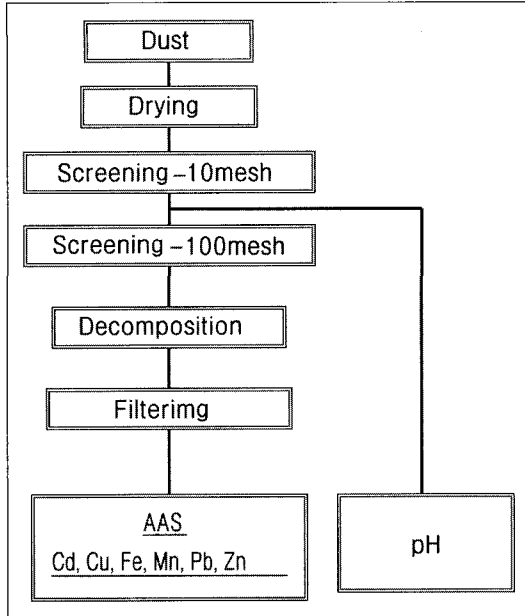 Dust
Drying
Screening -10mesh
Screening -100mesh
Decomposition
Filterimg
AAS
Cd, Cu, Fe, Mn, Pb, Zn
pH